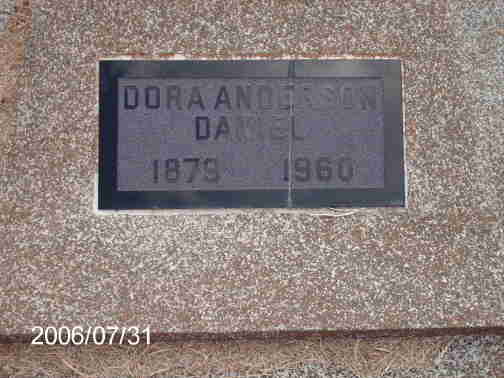 DORA ANDERSON
DANIEL
1879 1960
2006/07/31